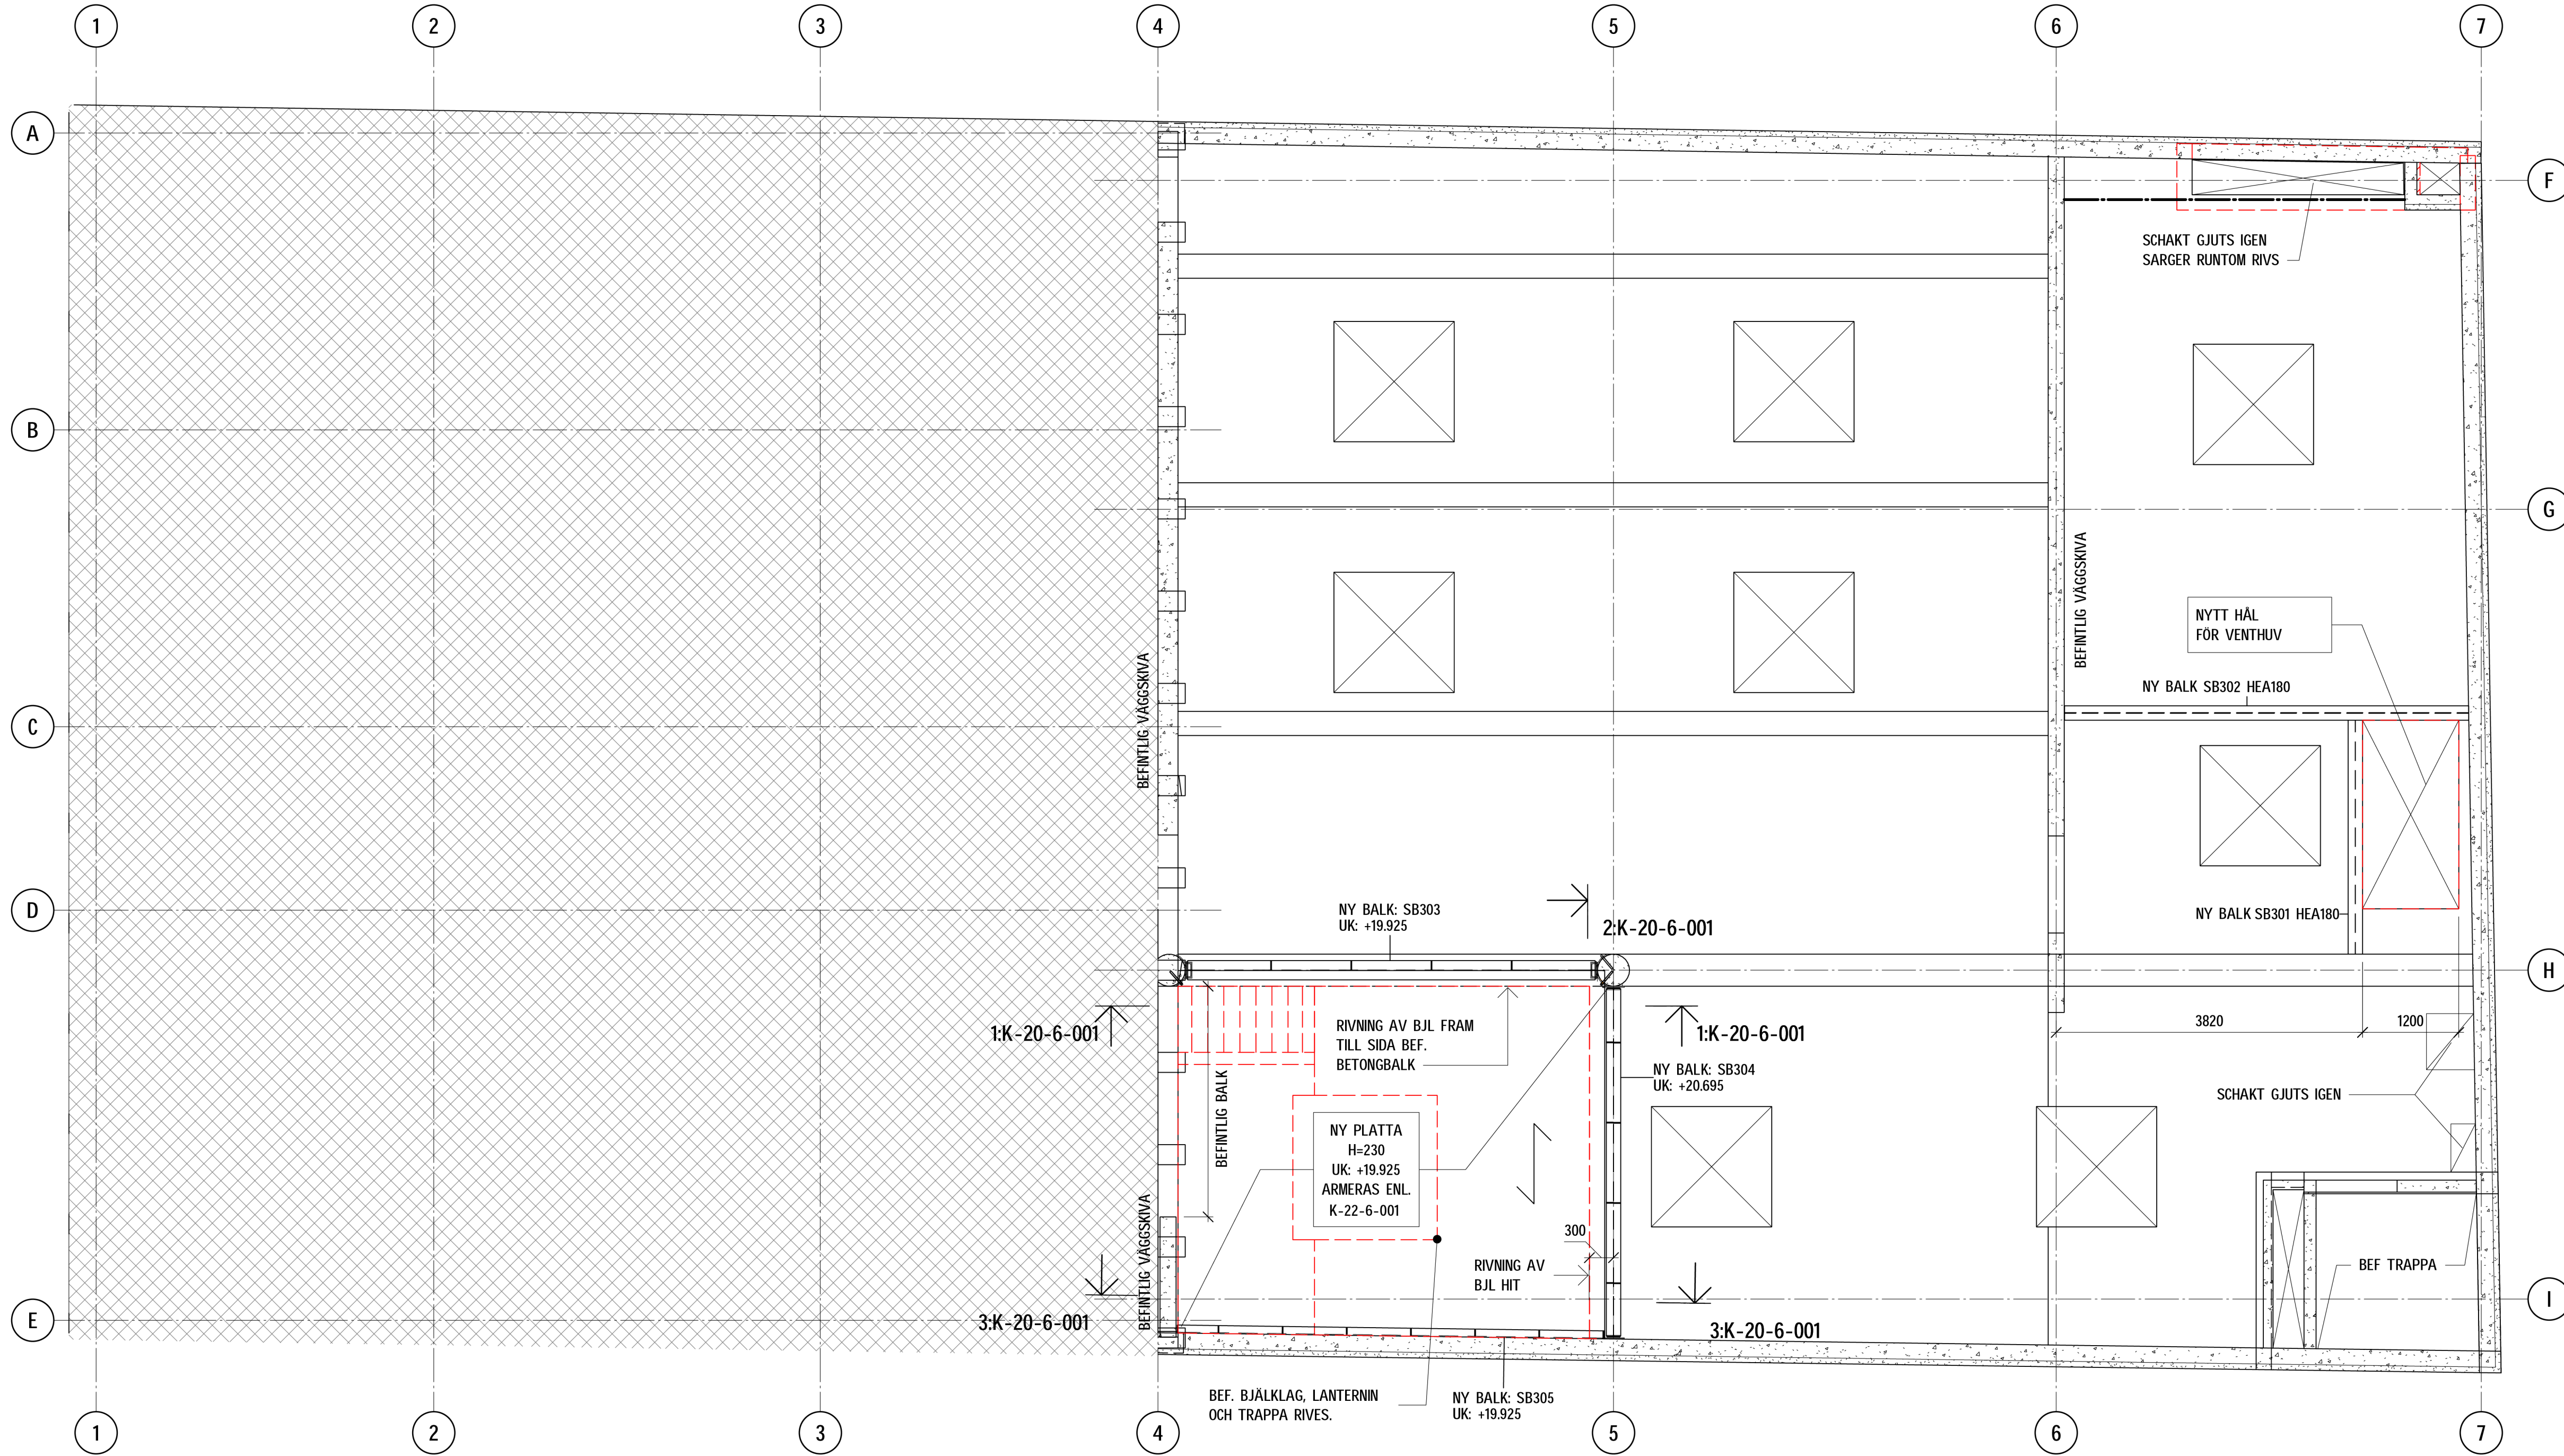 1 2 3 4 5 6 7
A
F
SCHAKT GJUTS IGEN
SARGER RUNTOM RIVS
B
G
BEFINTLIG VÄGGSKIVA
NYTT HÅL
FÖR VENTHUV
BEFINTLIG VÄGGSKIVA
NY BALK SB302 HEA180
C
D
NY BALK: SB303
UK: +19.925
2:K-20-6-001
NY BALK SB301 HEA180
H
1:K-20-6-001
RIVNING AV BJL FRAM
TILL SIDA BEF.
BETONGBALK
1:K-20-6-001
3820
1200
NY BALK: SB304
UK: +20.695
BEFINTLIG BALK
SCHAKT GJUTS IGEN
NY PLATTA
H=230
UK: +19.925
ARMERAS ENL.
K-22-6-001
300
RIVNING AV
BJL HIT
BEFINTLIG VÄGGSKIVA
BEF TRAPPA
E
I
3:K-20-6-001
3:K-20-6-001
BEF. BJÄLKLAG, LANTERNIN
OCH TRAPPA RIVES.
NY BALK: SB305
UK: +19.925
1 2 3 4 5 6 7